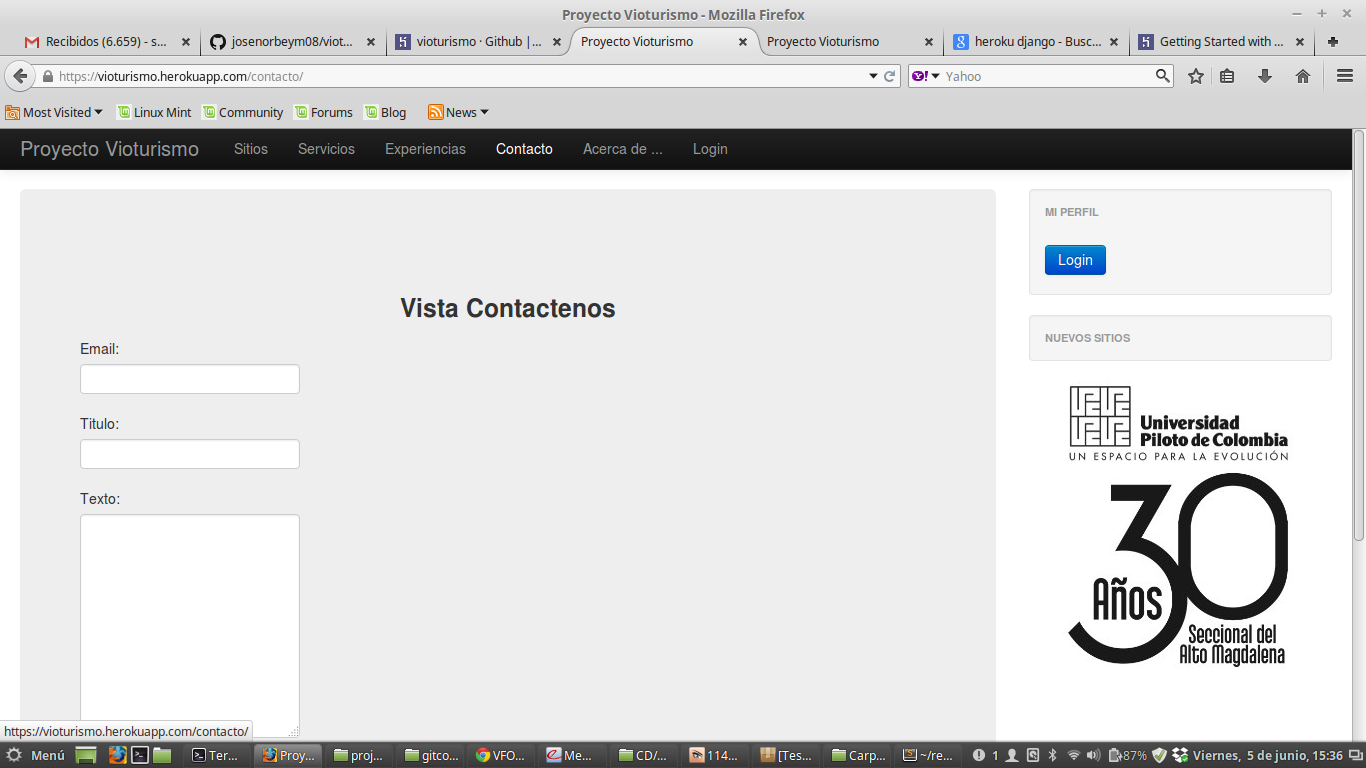 Proyecto Vioturismo - Mozilla Firefox
Recibidos (6.659) - s...
josenorbeym08/viot...
vioturismo · Github |...
Proyecto Vioturismo
Proyecto Vioturismo
heroku django - Busc...
Getting Started with ...
https://vioturismo.herokuapp.com/contacto/
Yahoo
Most Visited
Linux Mint
Community
Forums
Blog
News
Proyecto Vioturismo
Sitios
Servicios
Experiencias
Contacto
Acerca de ...
Login
Vista Contactenos
Email:
Titulo:
Texto:
MI PERFIL
Login
NUEVOS SITIOS
Universidad
Piloto de Colombia
UN ESPACIO PARA LA EVOLUCIÓN
30
Años
Seccional del
Alto Magdalena
https://vioturismo.herokuapp.com/contacto/
Menú
Ter...
Proy...
proj...
gitco...
VFO...
Me...
CD/...
114...
[Tes...
Carp...
~/re...
1
87%
Viernes, 5 de junio, 15:36